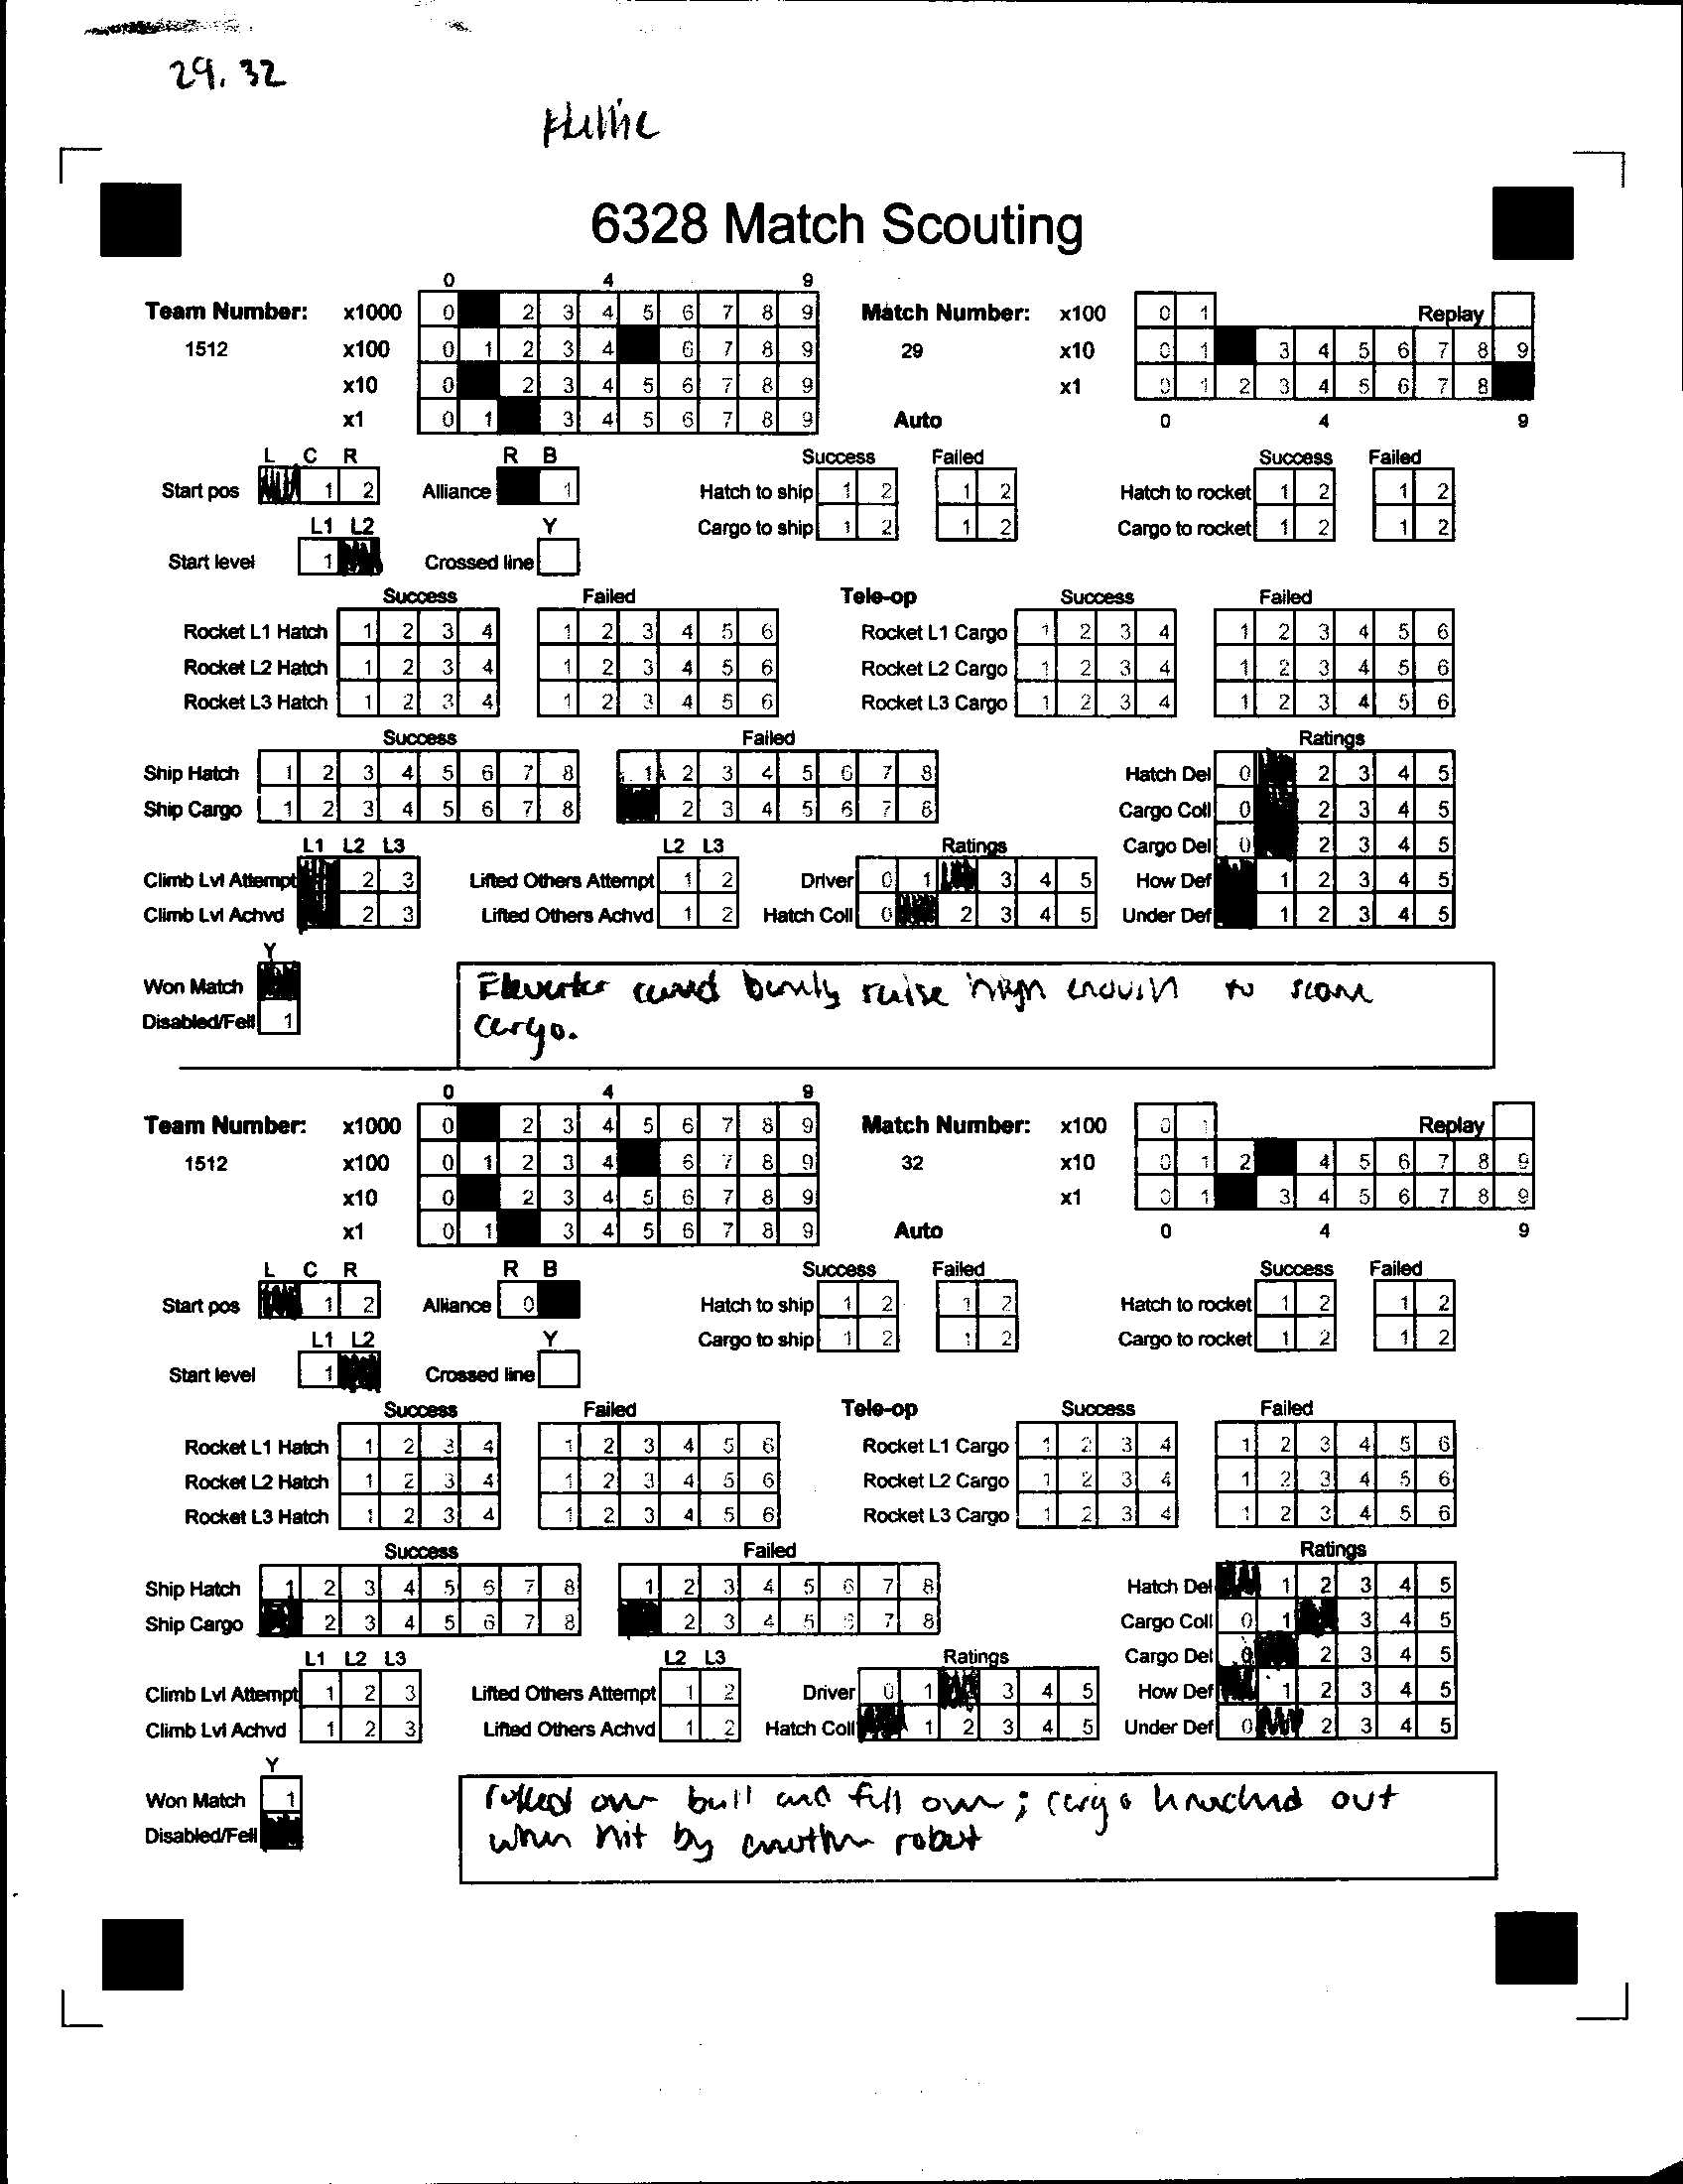 29. 32
6328 Match Scouting
0 4 9
Team Number: x1000 0 2 3 4 5 6 7 8 9 Match Number: x100 0 1 Replay
1512 x100 0 1 2 3 4 6 7 8 9 29 x10 0 1 3 4 5 6 7 8 9
x10 0 2 3 4 5 6 7 8 9 x1 0 1 2 3 4 5 6 7 8
x1 0 1 3 4 5 6 7 8 9 Auto 0 4 9
L C R R B Success Failed Success Failed
Start pos 1 2 Alliance 1 Hatch to ship 1 2 1 2 Hatch to rocket 1 2 1 2
L1 L2 Y Cargo to ship 1 2 1 2 Cargo to rocket 1 2 1 2
Start level 1 Crossed line
Success Failed Tele-op Success Failed
Rocket L1 Hatch 1 2 3 4 1 2 3 4 5 6 Rocket L1 Cargo 1 2 3 4 1 2 3 4 5 6
Rocket L2 Hatch 1 2 3 4 1 2 3 4 5 6 Rocket L2 Cargo 1 2 3 4 1 2 3 4 5 6
Rocket L3 Hatch 1 2 3 4 1 2 3 4 5 6 Rocket L3 Cargo 1 2 3 4 1 2 3 4 5 6
Success Failed Ratings
Ship Hatch 1 2 3 4 5 6 7 8 1 2 3 4 5 6 7 8 Hatch Del 0 2 3 4 5
Ship Cargo 1 2 3 4 5 6 7 8 2 3 4 5 6 7 8 Cargo Coll 0 2 3 4 5
L1 L2 L3 L2 L3 Ratings Cargo Del 0 2 3 4 5
Climb Lvl Attempt 2 3 Lifted Others Attempt 1 2 Driver 0 1 3 4 5 How Def 1 2 3 4 5
Climb Lvl Achvd 2 3 Lifted Others Achvd 1 2 Hatch Coll 0 2 3 4 5 Under Def 1 2 3 4 5
Y
Won Match Elevator barely raise high enough to score
Disabled/Fell 1 cargo.
0 4 9
Team Number: x1000 0 2 3 4 5 6 7 8 9 Match Number: x100 0 1 Replay
1512 x100 0 1 2 3 4 6 7 8 9 32 x10 0 1 2 4 5 6 7 8 9
x10 0 2 3 4 5 6 7 8 9 x1 0 1 3 4 5 6 7 8 9
x1 0 1 3 4 5 6 7 8 9 Auto 0 4 9
L C R R B Success Failed Success Failed
Start pos 1 2 Alliance 0 Hatch to ship 1 2 1 2 Hatch to rocket 1 2 1 2
L1 L2 Y Cargo to ship 1 2 1 2 Cargo to rocket 1 2 1 2
Start level 1 Crossed line
Success Failed Tele-op Success Failed
Rocket L1 Hatch 1 2 3 4 1 2 3 4 5 6 Rocket L1 Cargo 1 2 3 4 1 2 3 4 5 6
Rocket L2 Hatch 1 2 3 4 1 2 3 4 5 6 Rocket L2 Cargo 1 2 3 4 1 2 3 4 5 6
Rocket L3 Hatch 1 2 3 4 1 2 3 4 5 6 Rocket L3 Cargo 1 2 3 4 1 2 3 4 5 6
Success Failed Ratings
Ship Hatch 1 2 3 4 5 6 7 8 1 2 3 4 5 6 7 8 Hatch Del 1 2 3 4 5
Ship Cargo 2 3 4 5 6 7 8 2 3 4 5 6 7 8 Cargo Coll 0 1 3 4 5
L1 L2 L3 L2 L3 Ratings Cargo Del 0 2 3 4 5
Climb Lvl Attempt 1 2 3 Lifted Others Attempt 1 2 Driver 0 1 3 4 5 How Def 1 2 3 4 5
Climb Lvl Achvd 1 2 3 Lifted Others Achvd 1 2 Hatch Coll 1 2 3 4 5 Under Def 0 2 3 4 5
Y
Won Match 1 rolled over ball and fell over; cargo knocked out
Disabled/Fell when hit by another robot